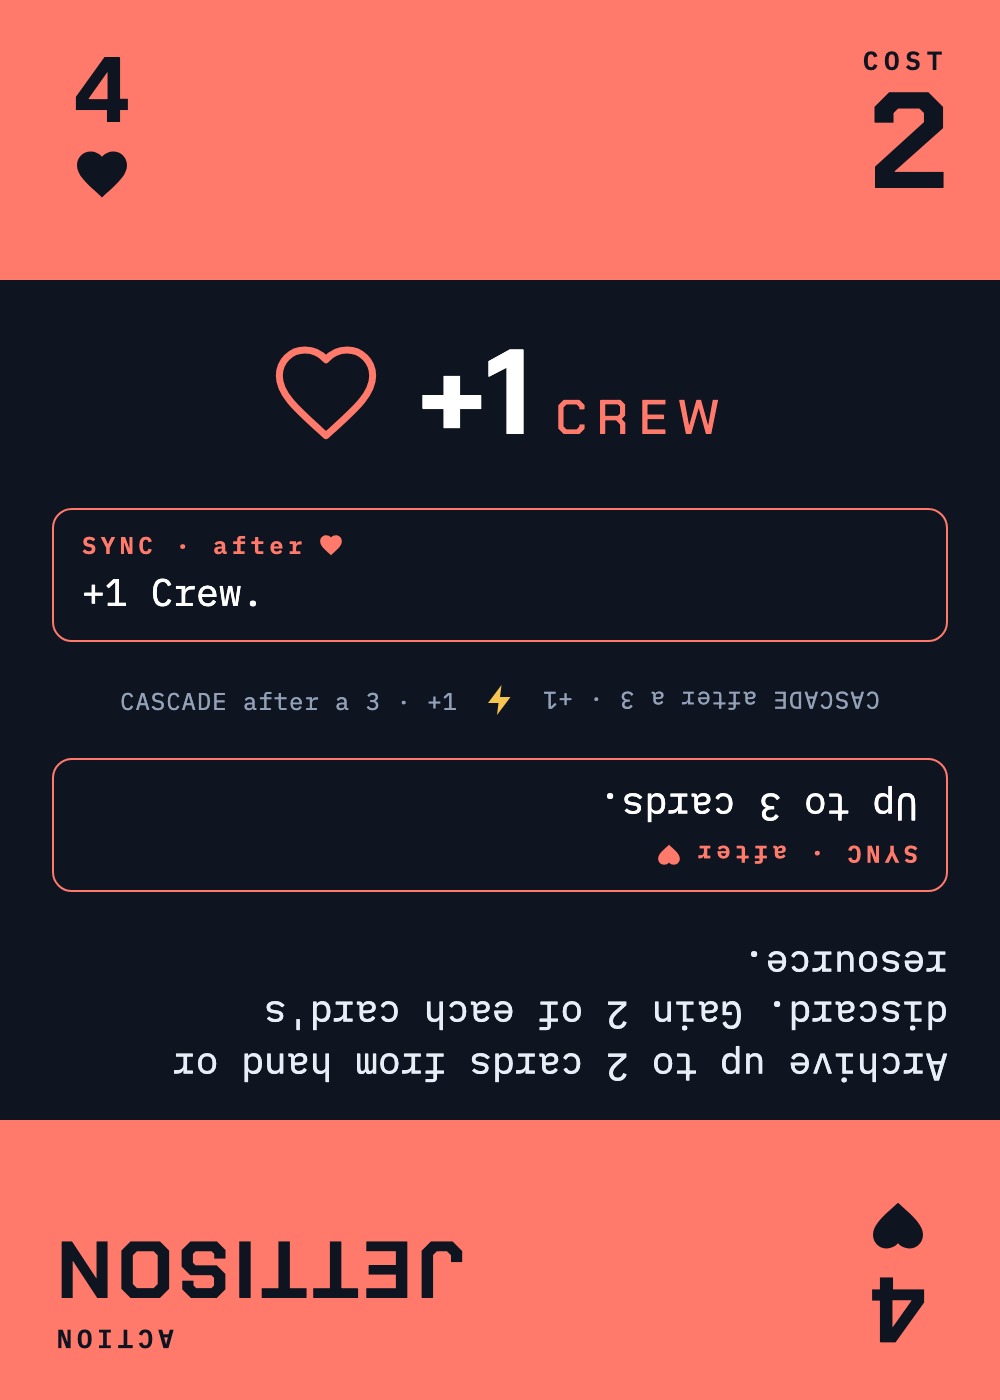 4
COST
2
+1 CREW
SYNC · after
+1 Crew.
CASCADE after a 3 · +1
CASCADE after a 3 · +1
ACTION
JETTISON
4
Archive up to 2 cards from hand or
discard. Gain 2 of each card's
resource.
SYNC · after
Up to 3 cards.